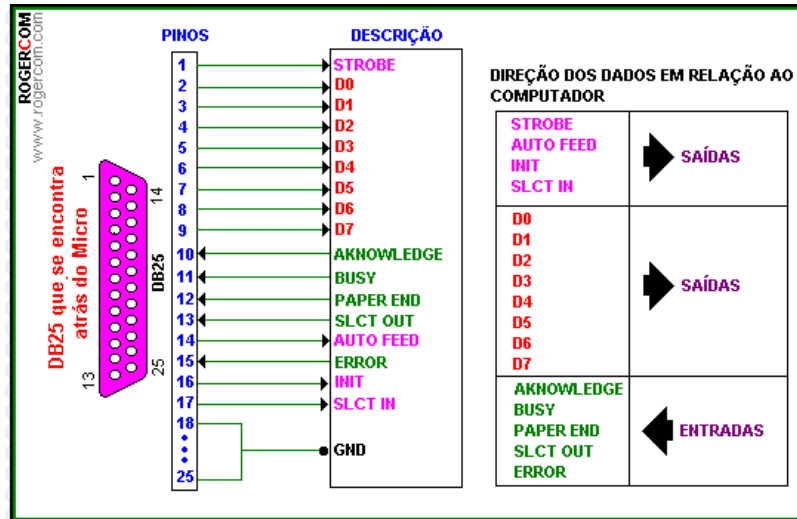 ROGERCOM
www.rogercom.com
PINOS
DESCRIÇÃO
1 STROBE
2 D0
3 D1
4 D2
5 D3
6 D4
7 D5
8 D6
9 D7
10 AKNOWLEDGE
11 BUSY
12 PAPER END
13 SLCT OUT
14 AUTO FEED
15 ERROR
16 INIT
17 SLCT IN
18
GND
25
DB25 que se encontra
atrás do Micro
1
14
DB25
13
25
DIREÇÃO DOS DADOS EM RELAÇÃO AO
COMPUTADOR
STROBE
AUTO FEED
INIT
SLCT IN
SAÍDAS
D0
D1
D2
D3
D4
D5
D6
D7
SAÍDAS
AKNOWLEDGE
BUSY
PAPER END
SLCT OUT
ERROR
ENTRADAS